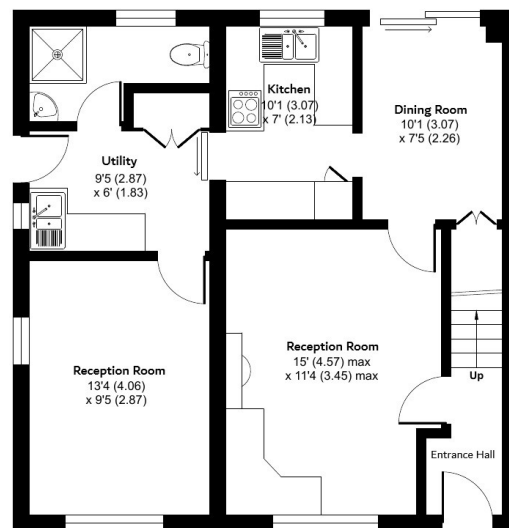 Kitchen
10'1 (3.07)
x 7' (2.13)
Dining Room
10'1 (3.07)
x 7'5 (2.26)
Utility
9'5 (2.87)
x 6' (1.83)
Reception Room
15' (4.57) max
x 11'4 (3.45) max
Reception Room
13'4 (4.06)
x 9'5 (2.87)
Up
Entrance Hall